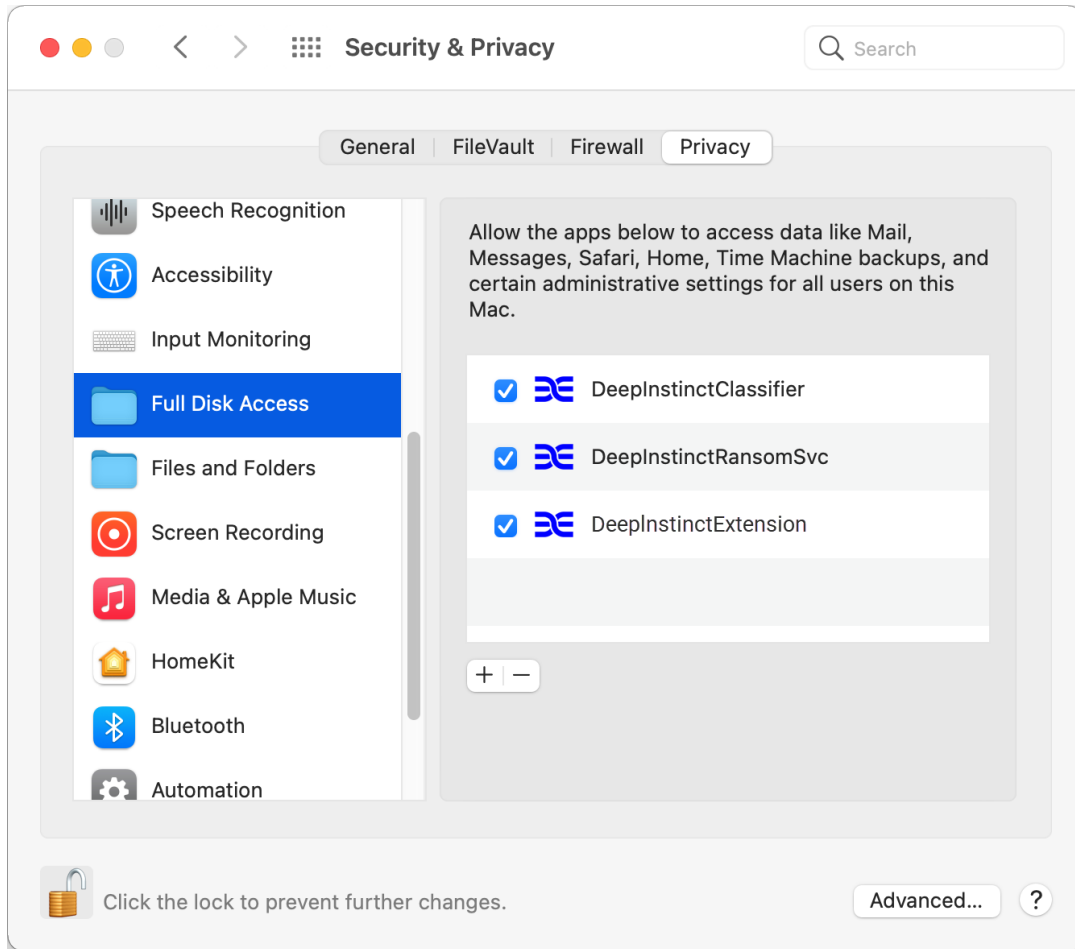 Security & Privacy
Search
General
FileVault
Firewall
Privacy
Speech Recognition
Accessibility
Input Monitoring
Full Disk Access
Files and Folders
Screen Recording
Media & Apple Music
HomeKit
Bluetooth
Automation
Allow the apps below to access data like Mail,
Messages, Safari, Home, Time Machine backups, and
certain administrative settings for all users on this
Mac.
DeepInstinctClassifier
DeepInstinctRansomSvc
DeepInstinctExtension
Click the lock to prevent further changes.
Advanced...
?